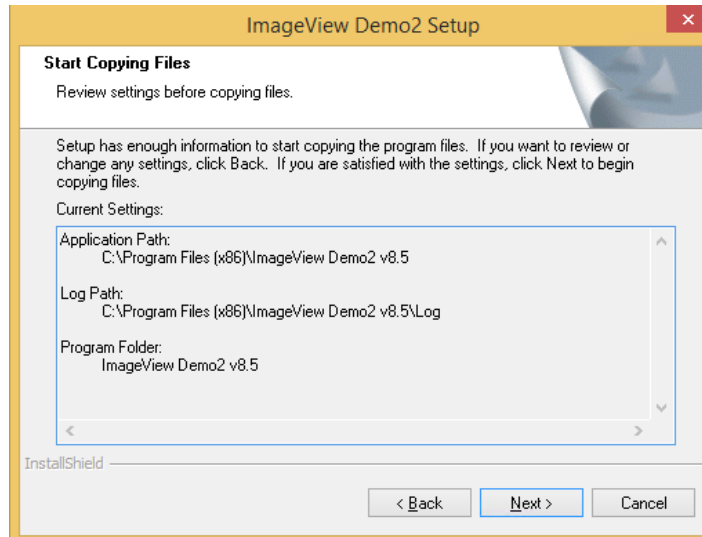 ImageView Demo2 Setup
Start Copying Files
Review settings before copying files.
Setup has enough information to start copying the program files. If you want to review or
change any settings, click Back. If you are satisfied with the settings, click Next to begin
copying files.
Current Settings:
Application Path:
C:\Program Files (x86)\ImageView Demo2 v8.5
Log Path:
C:\Program Files (x86)\ImageView Demo2 v8.5\Log
Program Folder:
ImageView Demo2 v8.5
InstallShield
< Back
Next >
Cancel